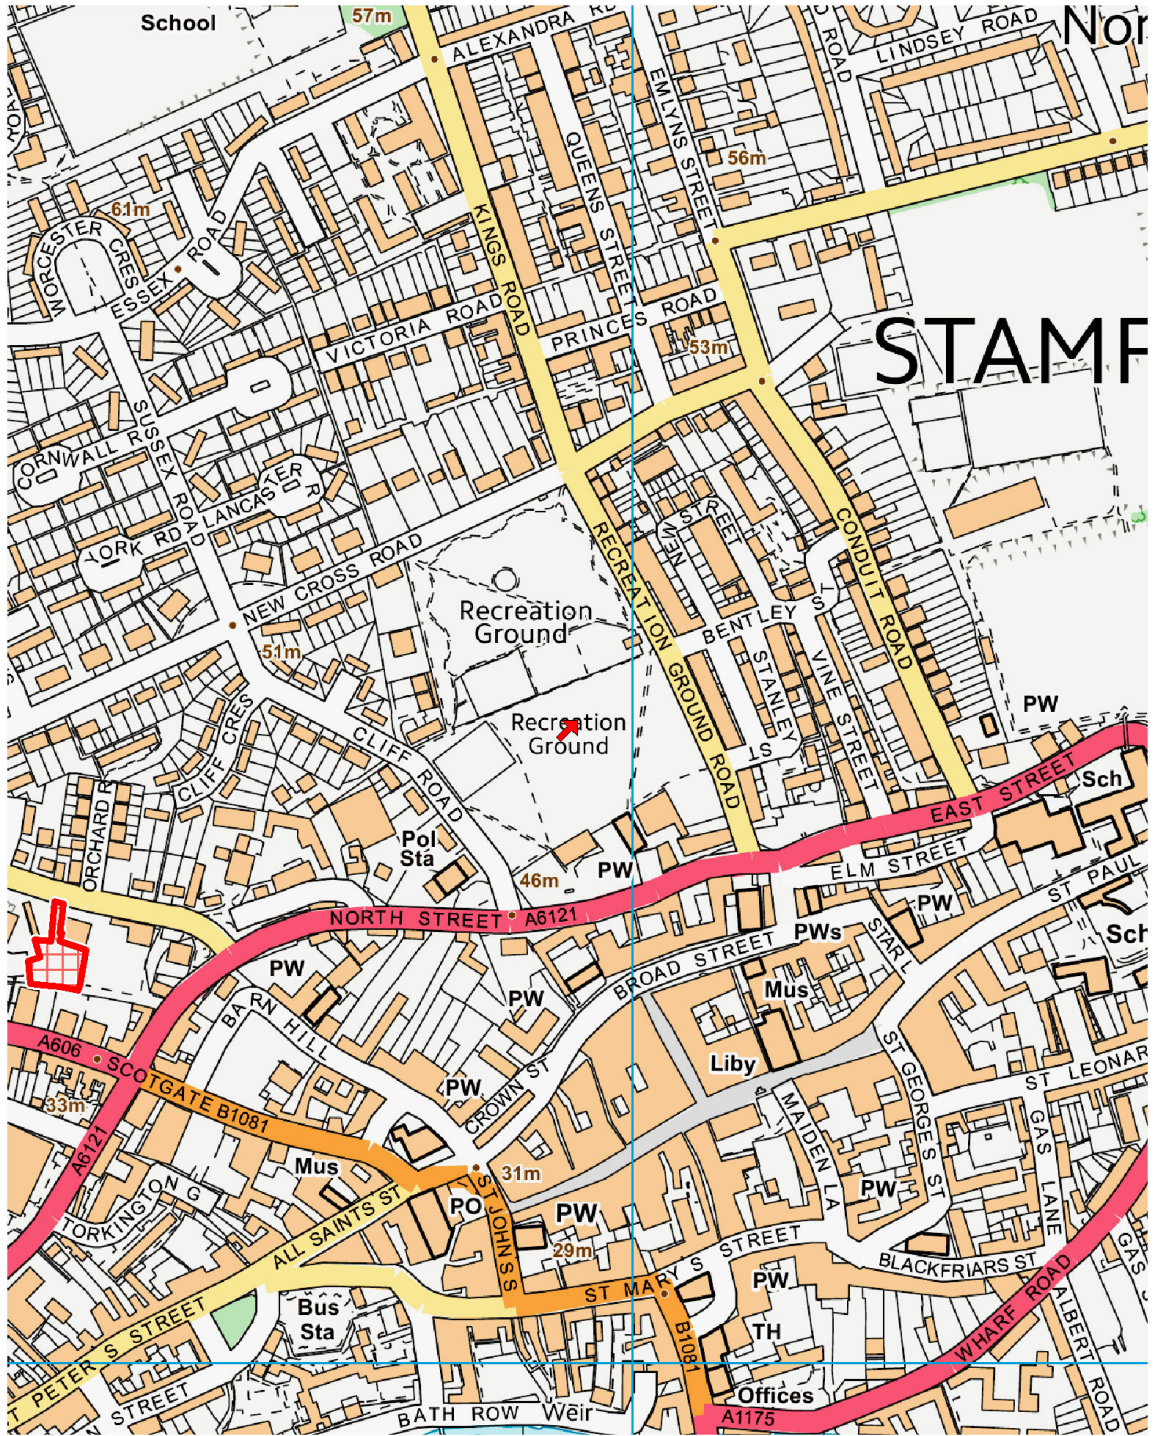 School
57m
ALEXANDRA RD
ROAD
LINDSEY ROAD
Nor
ROAD
EMLYNS STREET
QUEENS STREET
56m
61m
WORCESTER CRES
ESSEX ROAD
KINGS ROAD
VICTORIA ROAD
PRINCES ROAD
53m
STAMF
SUSSEX ROAD
CORNWALL R
LANCASTER R
YORK RD
NEW CROSS ROAD
NEW STREET
RECREATION GROUND ROAD
CONDUIT ROAD
Recreation
Ground
BENTLEY ST
51m
STANLEY ST
VINE STREET
Recreation
Ground
PW
CLIFF CRES
CLIFF ROAD
EAST STREET
Sch
ORCHARD R
Pol
Sta
46m
PW
ELM STREET
ST PAUL
NORTH STREET
A6121
PW
PWs
STAR L
Sch
BROAD STREET
PW
PW
Mus
BARN HILL
A606
SCOTGATE B1081
Liby
ST GEORGES ST
ST LEONAR
33m
PW
CROWN ST
MAIDEN LA
GAS LANE
A6121
Mus
31m
PO
ST JOHNS S
PW
PW
TORKINGTON G
ALL SAINTS ST
29m
ST MARY S STREET
BLACKFRIARS ST
WHARF ROAD
GAS
PW
Bus
Sta
T PETER S STREET
B1081
TH
ALBERT ROAD
STREET
Offices
BATH ROW
Weir
A1175